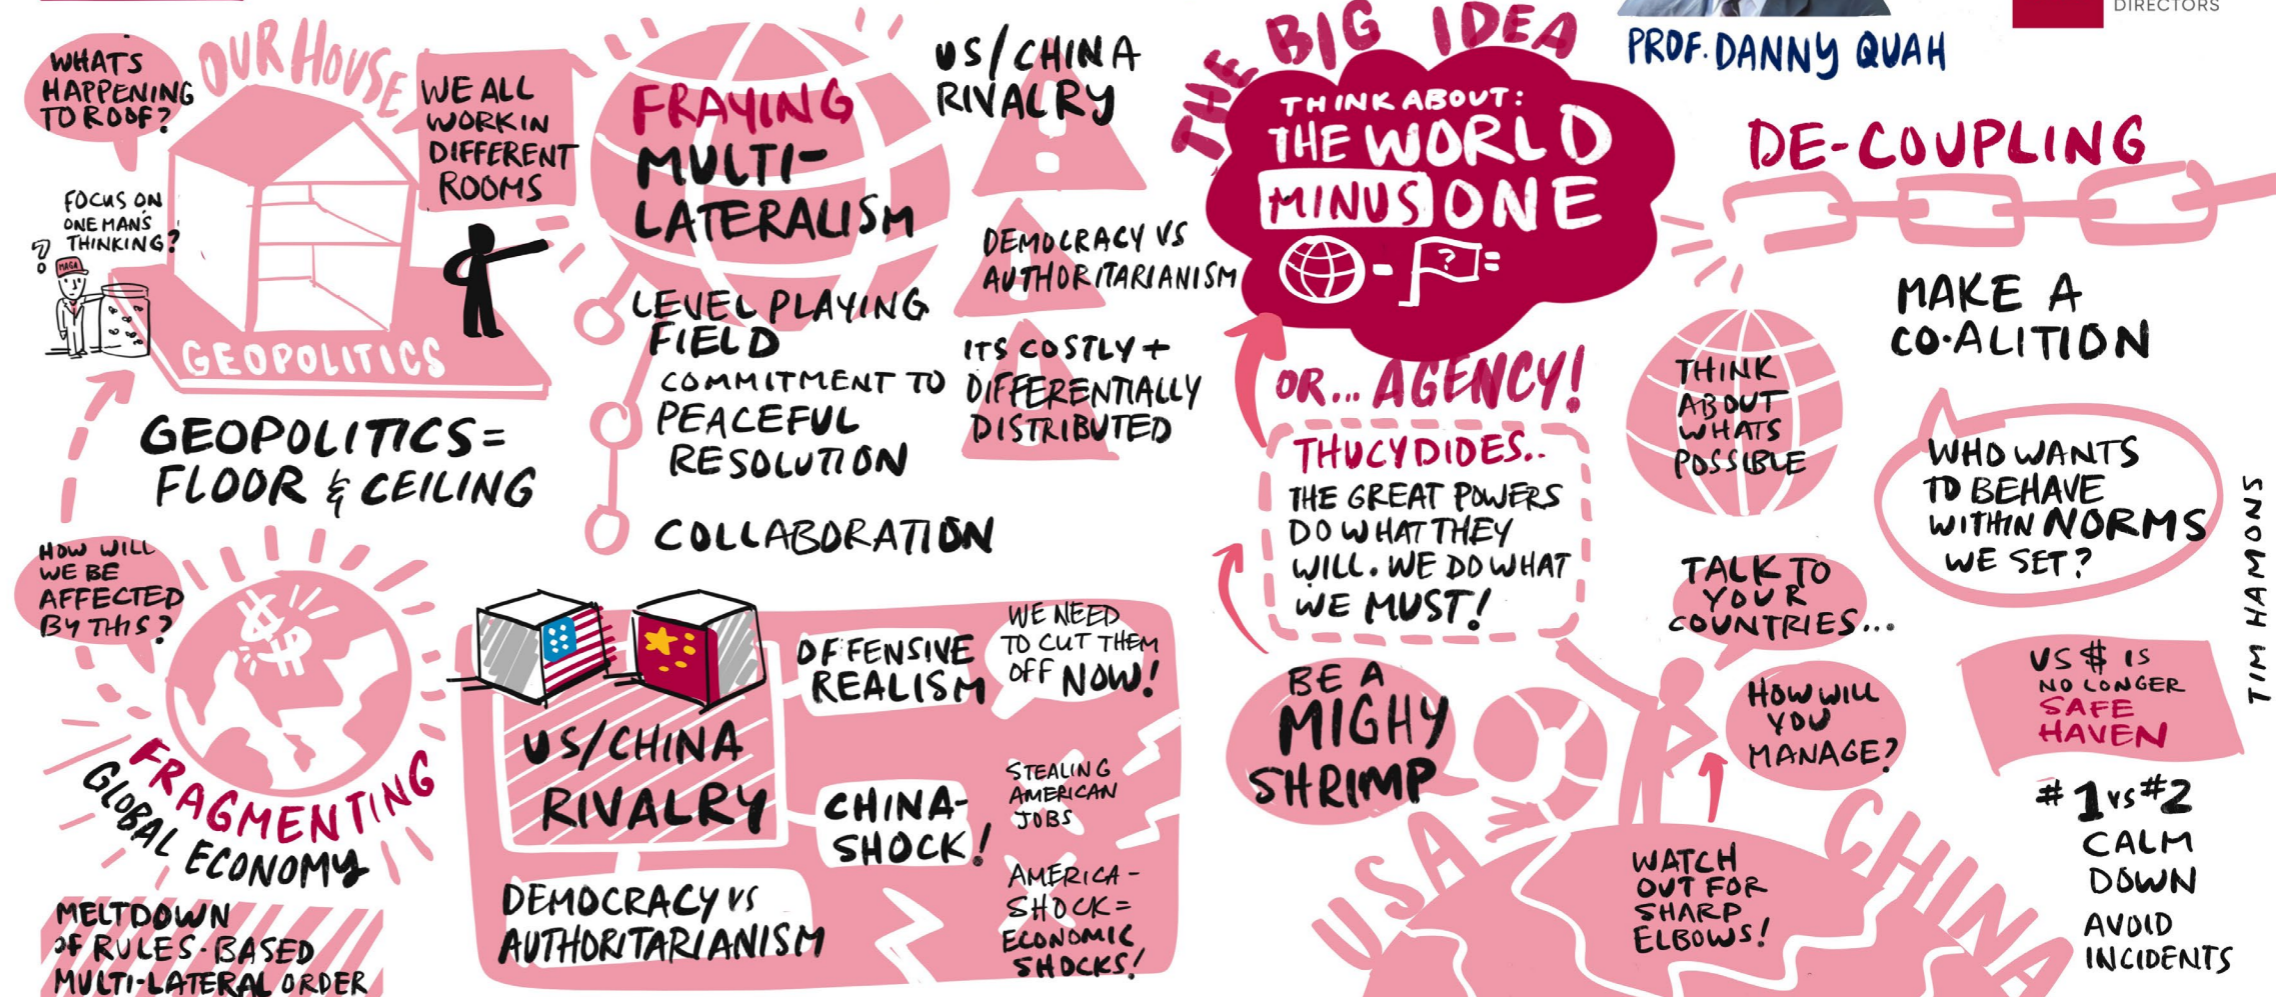 WHATS
HAPPENING
TO ROOF?
OUR HOUSE
WE ALL
WORK IN
DIFFERENT
ROOMS
FOCUS ON
ONE MAN'S
THINKING?
?
MAGA
GEOPOLITICS
GEOPOLITICS =
FLOOR & CEILING
HOW WILL
WE BE
AFFECTED
BY THIS?
FRAGMENTING
GLOBAL ECONOMY
MELTDOWN
OF RULES-BASED
MULTI-LATERAL ORDER
FRAYING
MULTI-
LATERALISM
LEVEL PLAYING
FIELD
COMMITMENT TO
PEACEFUL
RESOLUTION
COLLABORATION
US/CHINA
RIVALRY
DEMOCRACY VS
AUTHORITARIANISM
ITS COSTLY +
DIFFERENTIALLY
DISTRIBUTED
US/CHINA
RIVALRY
DEMOCRACY VS
AUTHORITARIANISM
OFFENSIVE
REALISM
WE NEED
TO CUT THEM
OFF NOW!
CHINA-
SHOCK!
STEALING
AMERICAN
JOBS
AMERICA-
SHOCK =
ECONOMIC
SHOCKS!
THE BIG IDEA
THINK ABOUT:
THE WORLD
MINUS ONE
- ? =
OR... AGENCY!
THUCYDIDES..
THE GREAT POWERS
DO WHAT THEY
WILL. WE DO WHAT
WE MUST!
BE A
MIGHY
SHRIMP
PROF. DANNY QUAH
DIRECTORS
DE-COUPLING
MAKE A
CO-ALITION
THINK
ABOUT
WHATS
POSSIBLE
WHO WANTS
TO BEHAVE
WITHIN NORMS
WE SET?
TALK TO
YOUR
COUNTRIES...
HOW WILL
YOU
MANAGE?
US $ IS
NO LONGER
SAFE
HAVEN
#1 VS #2
CALM
DOWN
AVOID
INCIDENTS
USA
CHINA
WATCH
OUT FOR
SHARP
ELBOWS!
TIM HAMONS